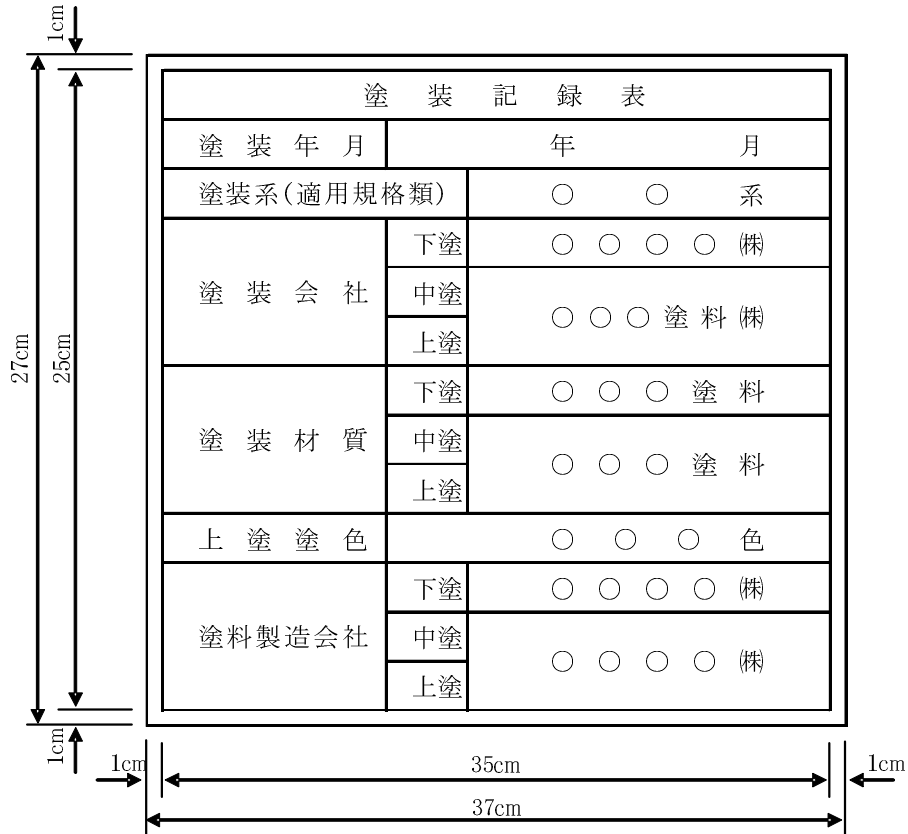 1cm
塗装記録表
塗装年月 年 月
塗装系(適用規格類) ○ ○ 系
塗装会社 下塗 ○○○○㈱
中塗 ○○○塗料㈱
上塗
塗装材質 下塗 ○○○塗料
中塗 ○○○塗料
上塗
上塗塗色 ○○○色
塗料製造会社 下塗 ○○○○㈱
中塗 ○○○○㈱
上塗
27cm
25cm
1cm
1cm
35cm
1cm
37cm